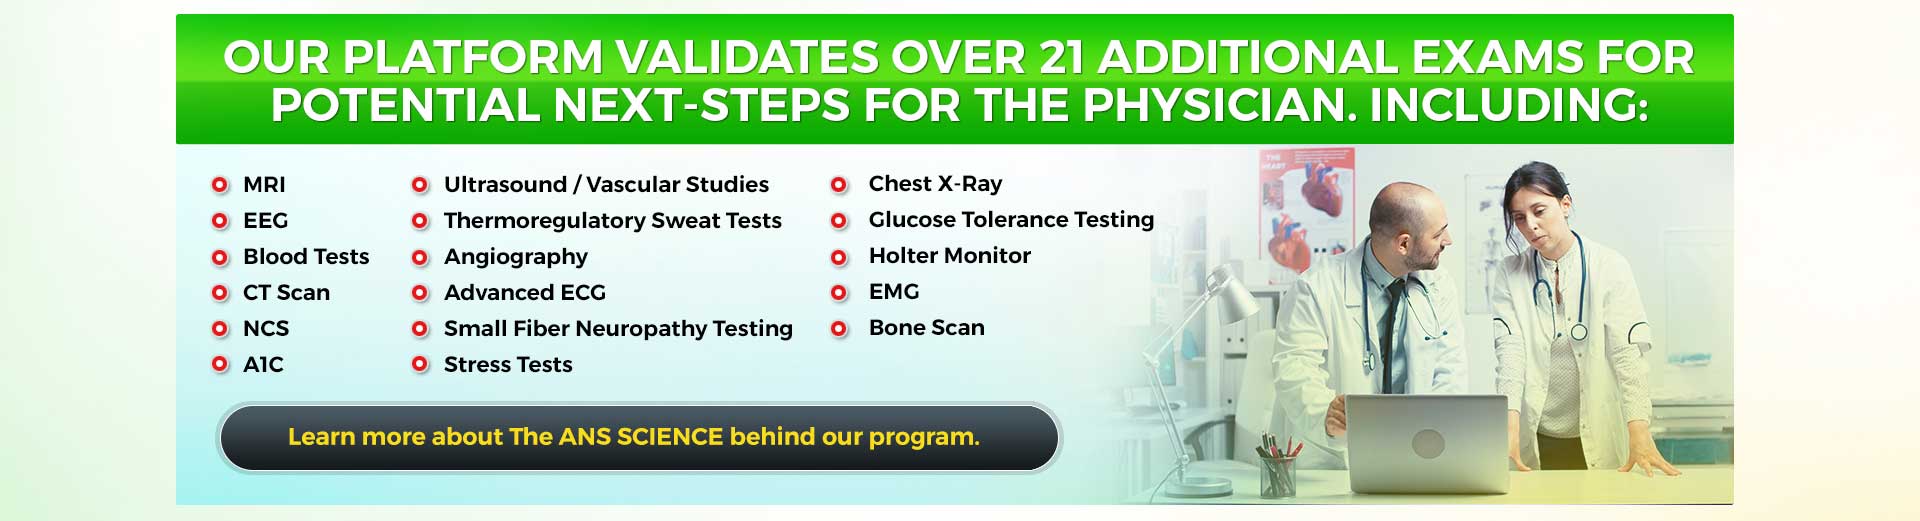 OUR PLATFORM VALIDATES OVER 21 ADDITIONAL EXAMS FOR
POTENTIAL NEXT-STEPS FOR THE PHYSICIAN. INCLUDING:
MRI
EEG
Blood Tests
CT Scan
NCS
A1C
Ultrasound / Vascular Studies
Thermoregulatory Sweat Tests
Angiography
Advanced ECG
Small Fiber Neuropathy Testing
Stress Tests
Chest X-Ray
Glucose Tolerance Testing
Holter Monitor
EMG
Bone Scan
THE
HEART
Learn more about The ANS SCIENCE behind our program.